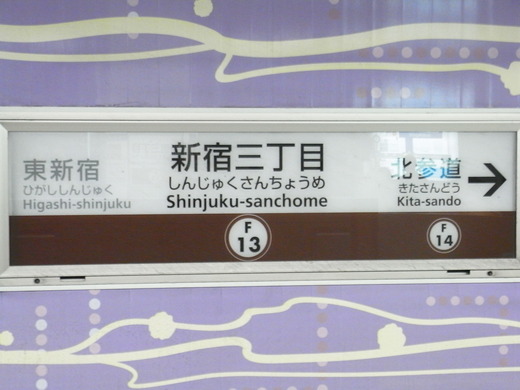 東新宿
ひがししんじゅく
Higashi-shinjuku
新宿三丁目
しんじゅくさんちょうめ
Shinjuku-sanchome
F
13
北参道
きたさんどう
Kita-sando
F
14